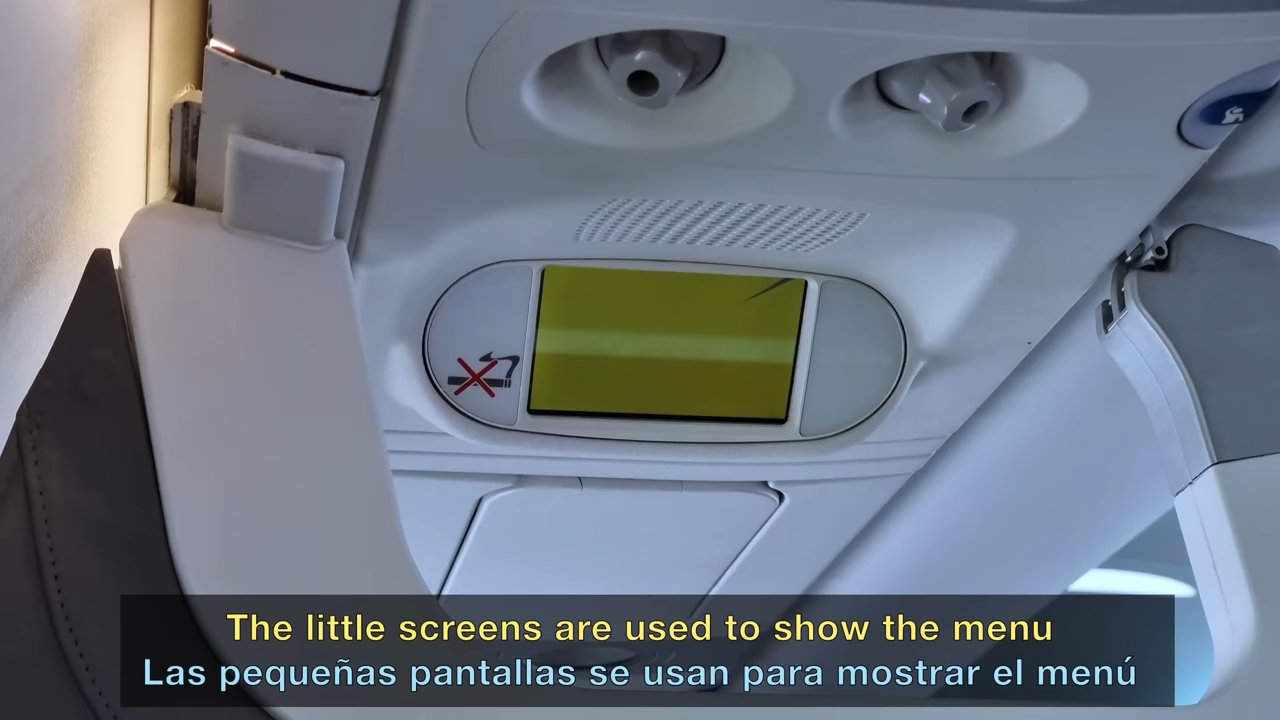 The little screens are used to show the menu
Las pequeñas pantallas se usan para mostrar el menú